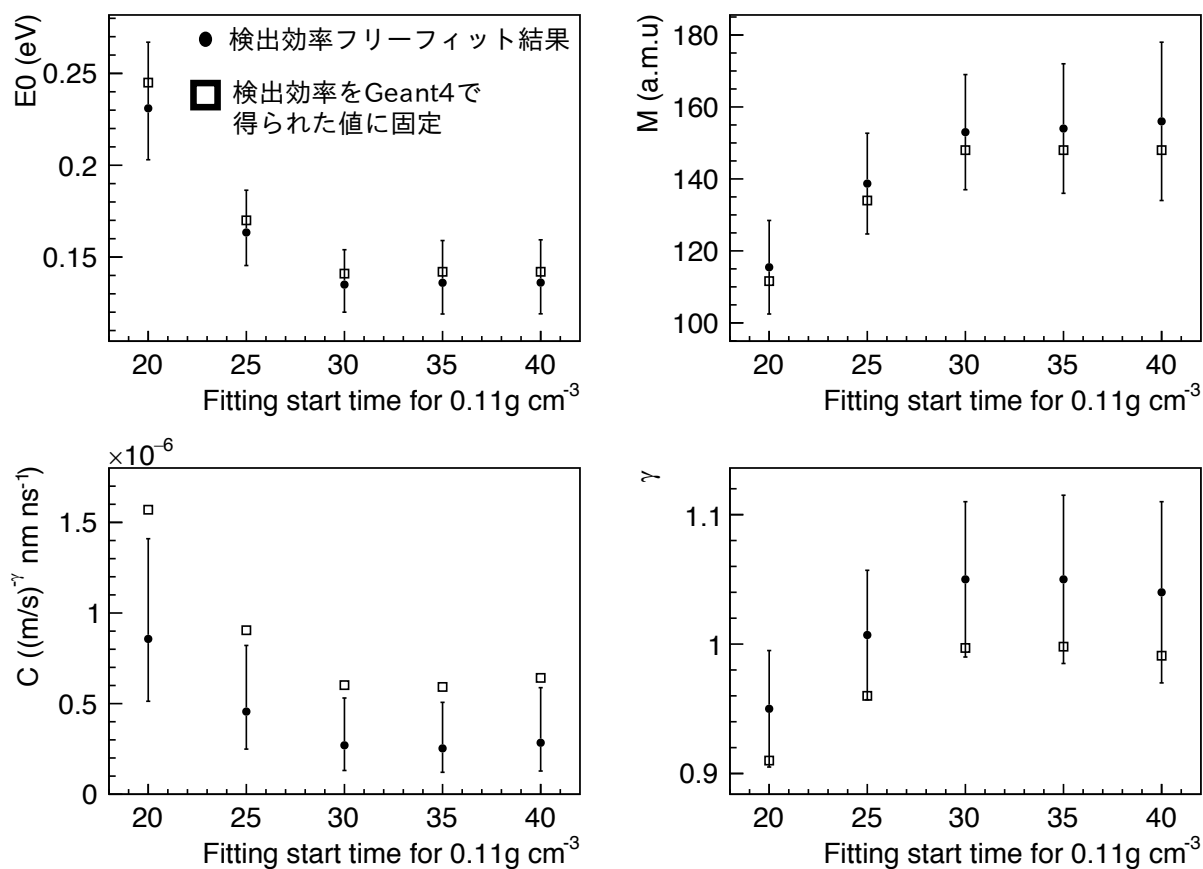 E0 (eV)
0.25
0.2
0.15
● 検出効率フリーフィット結果
□ 検出効率をGeant4で
得られた値に固定
20 25 30 35 40
Fitting start time for 0.11g cm⁻³
M (a.m.u)
180
160
140
120
100
20 25 30 35 40
Fitting start time for 0.11g cm⁻³
×10⁻⁶
C ((m/s)⁻ᵞ nm ns⁻¹)
1.5
1
0.5
0
20 25 30 35 40
Fitting start time for 0.11g cm⁻³
γ
1.1
1
0.9
20 25 30 35 40
Fitting start time for 0.11g cm⁻³